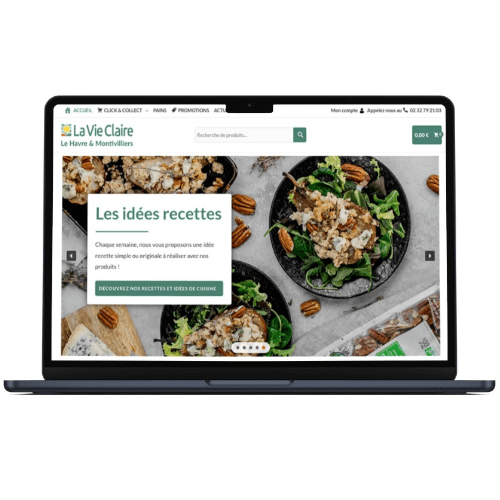 ACCUEIL CLICK & COLLECT PAINS PROMOTIONS ACTU Mon compte Appelez nous au 02 32 79 21 03
La Vie Claire
Le Havre & Montivilliers
Recherche de produits...
0,00 €
Les idées recettes
Chaque semaine, nous vous proposons une idée
recette simple ou originale à réaliser avec nos
produits !
DÉCOUVREZ NOS RECETTES ET IDÉES DE CUISINE